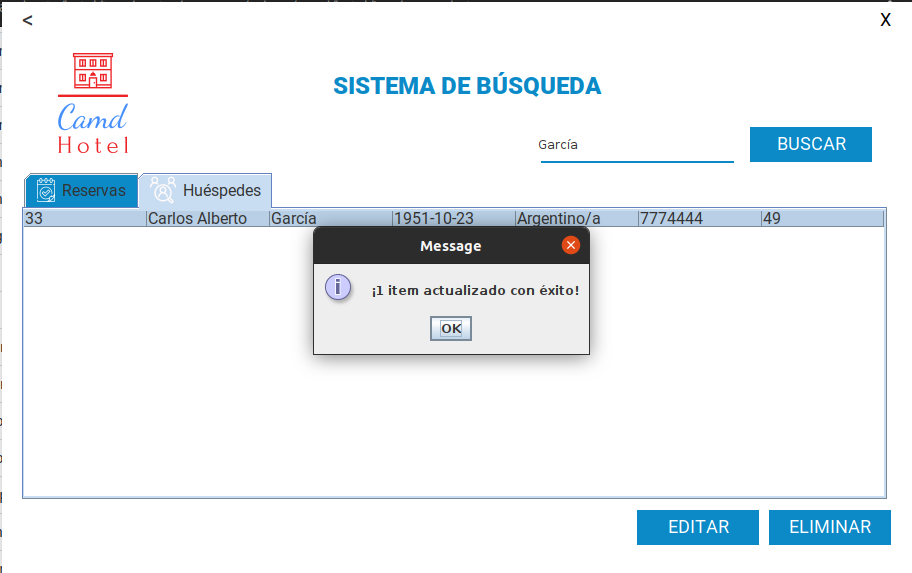 <
X
Camd
Hotel
SISTEMA DE BÚSQUEDA
García
BUSCAR
Reservas
Huéspedes
33 Carlos Alberto García 1951-10-23 Argentino/a 7774444 49
Message
¡1 item actualizado con éxito!
OK
EDITAR
ELIMINAR